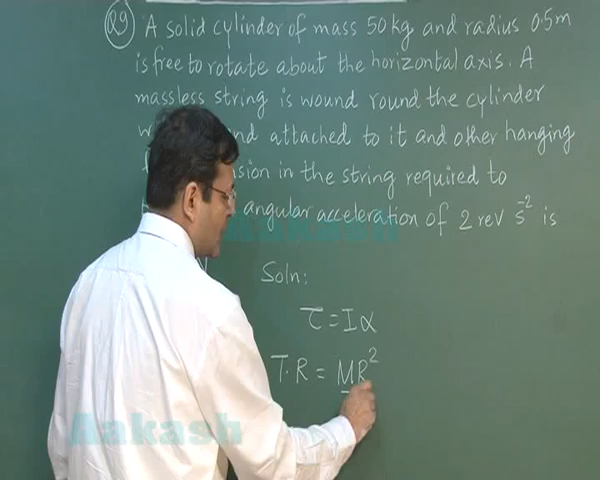 Q9 A solid cylinder of mass 50 kg and radius 0.5 m
is free to rotate about the horizontal axis. A
massless string is wound round the cylinder
nd attached to it and other hanging
sion in the string required to
angular acceleration of 2 rev s⁻² is
N Soln:
τ = Iα
T.R = MR²
Aakash
Aakash